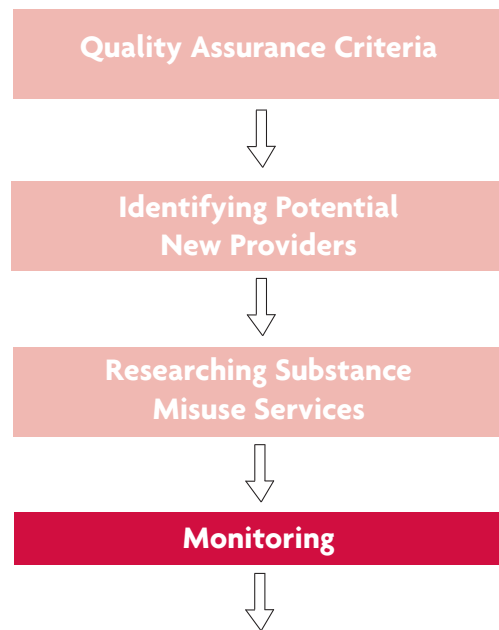 Quality Assurance Criteria
Identifying Potential
New Providers
Researching Substance
Misuse Services
Monitoring